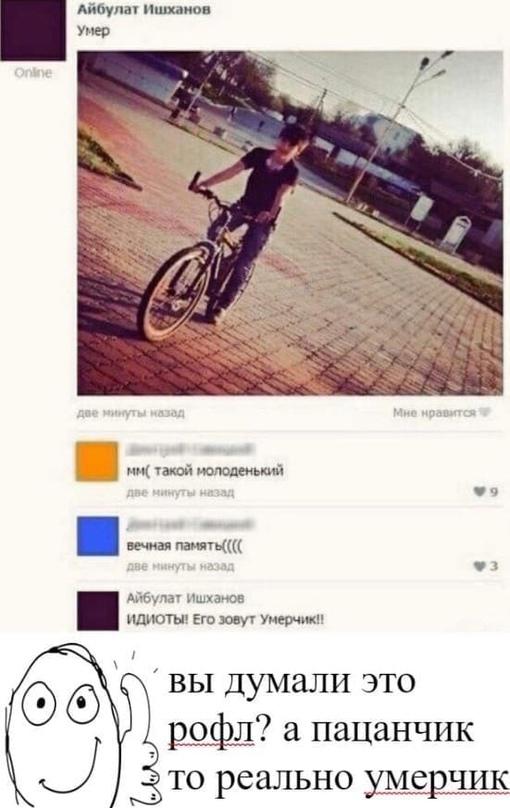 Айбулат Ишханов
Умер
Online
две минуты назад
Мне нравится
мм( такой молоденький
две минуты назад
9
вечная память((((
две минуты назад
3
Айбулат Ишханов
ИДИОТЫ! Его зовут Умерчик!!
вы думали это
рофл? а пацанчик
то реально умерчик